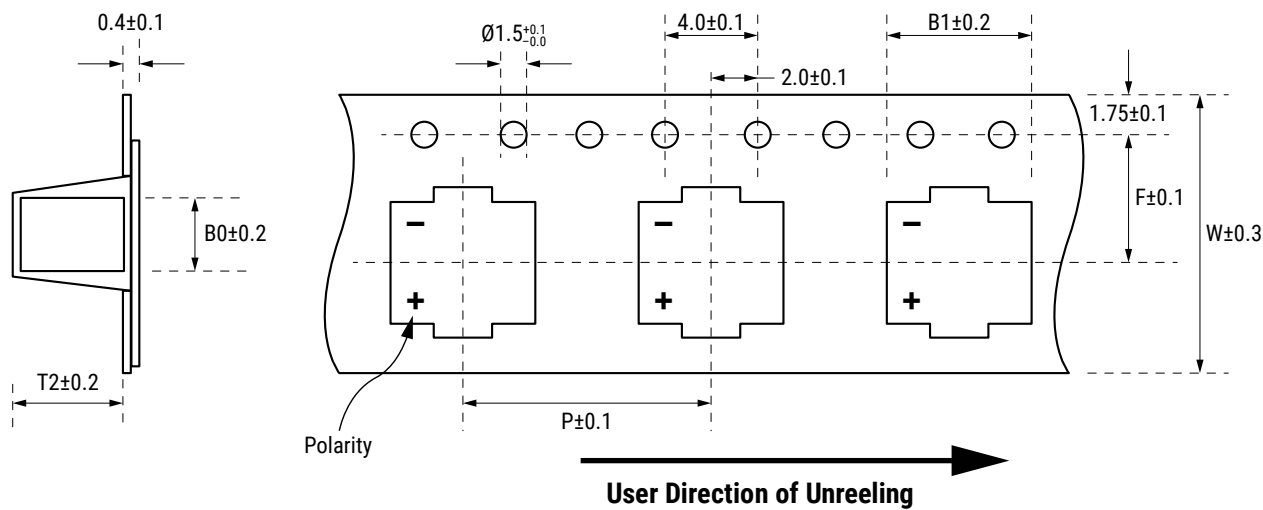 0.4±0.1
Ø1.5+0.1 −0.0
4.0±0.1
B1±0.2
2.0±0.1
1.75±0.1
F±0.1
B0±0.2
W±0.3
−
−
−
+
+
+
T2±0.2
P±0.1
Polarity
User Direction of Unreeling